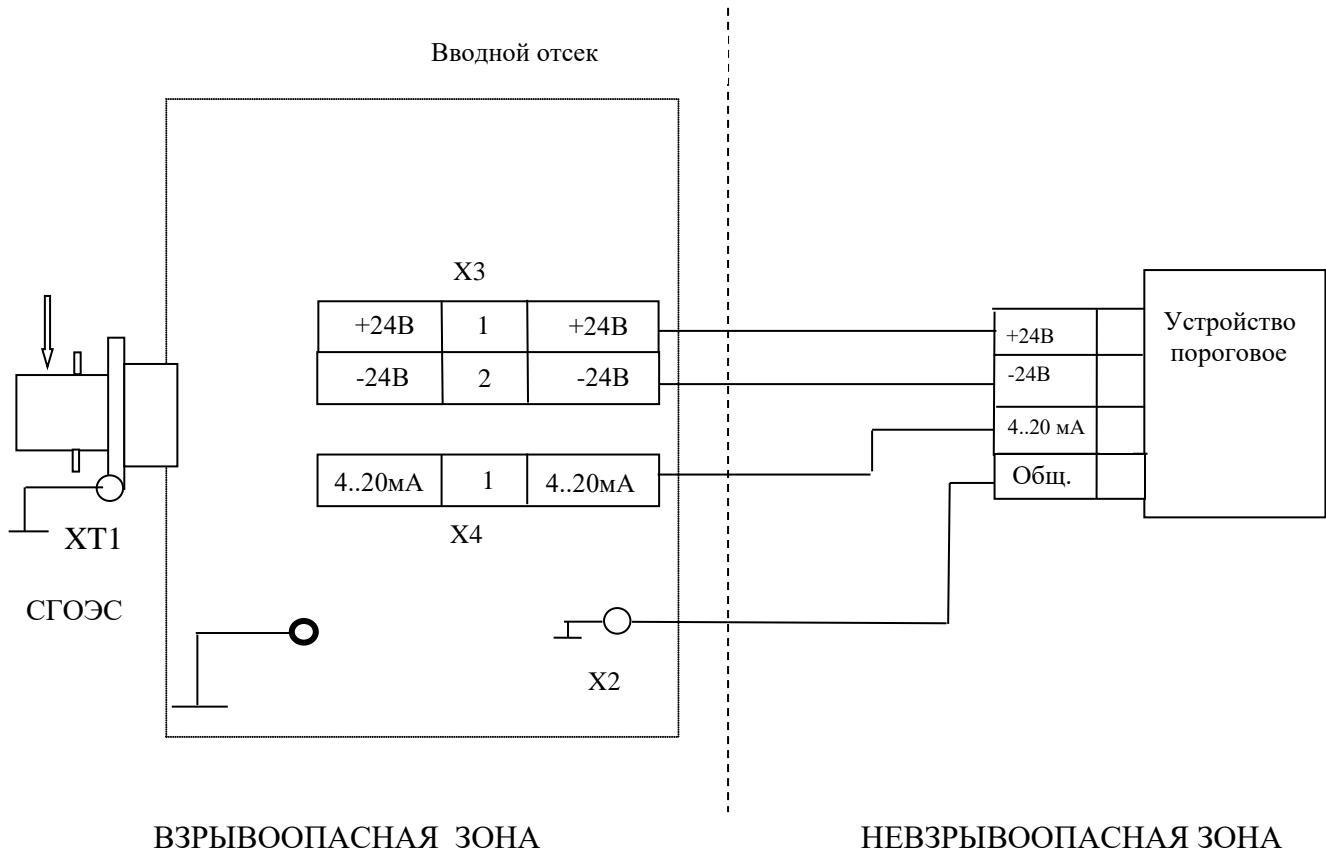 Вводной отсек
X3
+24В 1 +24В
-24В 2 -24В
4..20мА 1 4..20мА
X4
XT1
СГОЭС
X2
Устройство
пороговое
+24В
-24В
4..20 мА
Общ.
ВЗРЫВООПАСНАЯ ЗОНА
НЕВЗРЫВООПАСНАЯ ЗОНА